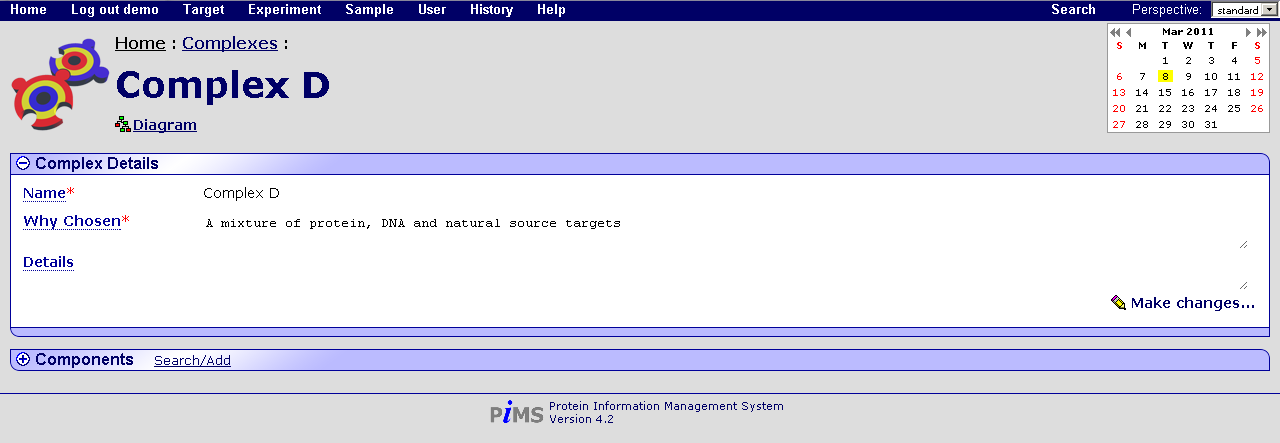 Home Log out demo Target Experiment Sample User History Help Search Perspective: standard
Home : Complexes :
Complex D
Diagram
Mar 2011
S M T W T F S
1 2 3 4 5
6 7 8 9 10 11 12
13 14 15 16 17 18 19
20 21 22 23 24 25 26
27 28 29 30 31
Complex Details
Name* Complex D
Why Chosen* A mixture of protein, DNA and natural source targets
Details
Make changes...
Components Search/Add
PiMS Protein Information Management System
Version 4.2